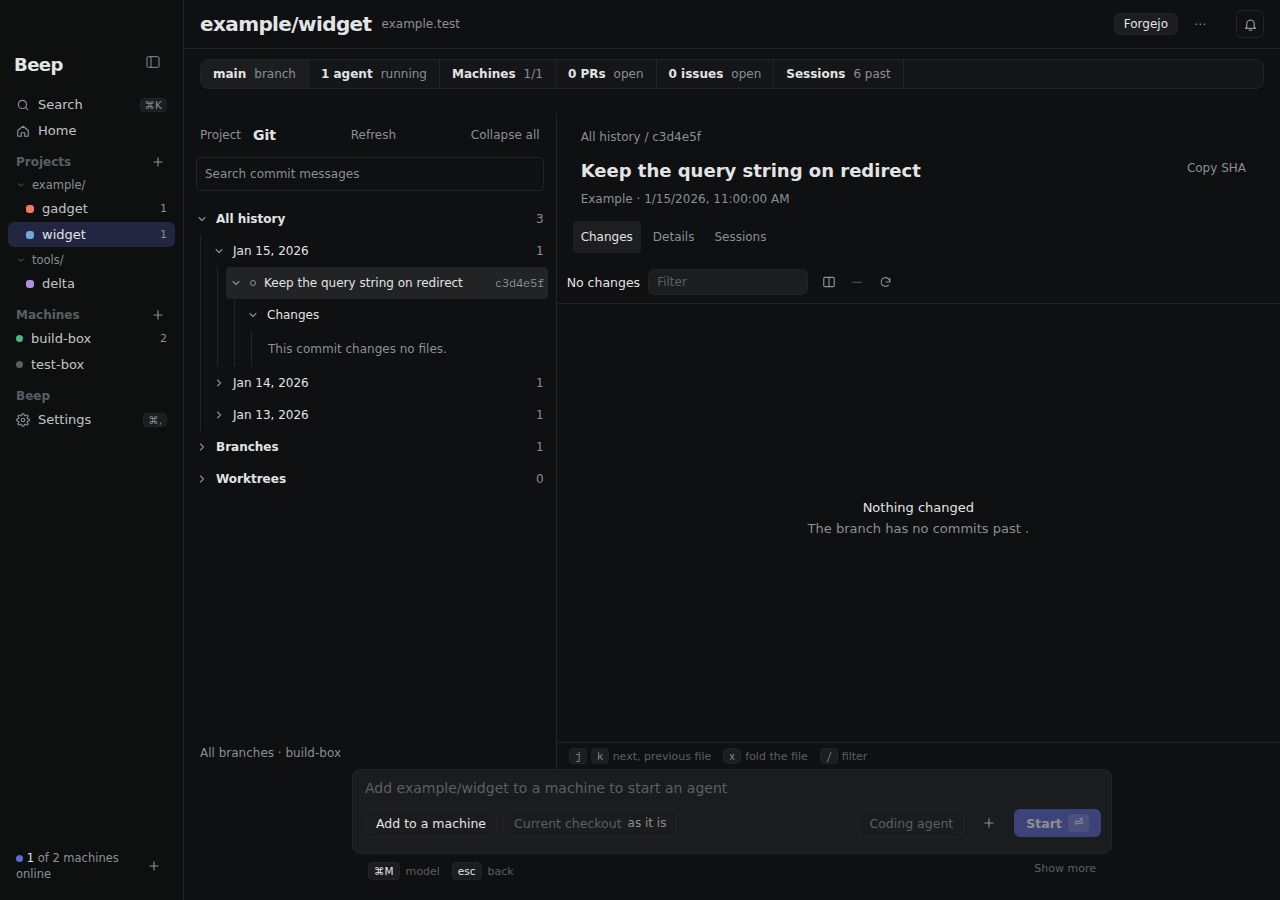 Beep
Search ⌘K
Home
Projects
example/
gadget 1
widget 1
tools/
delta
Machines
build-box 2
test-box
Beep
Settings ⌘,
1 of 2 machines online
example/widget example.test
Forgejo ···
main branch
1 agent running
Machines 1/1
0 PRs open
0 issues open
Sessions 6 past
Project Git Refresh Collapse all
Search commit messages
All history 3
Jan 15, 2026 1
Keep the query string on redirect c3d4e5f
Changes
This commit changes no files.
Jan 14, 2026 1
Jan 13, 2026 1
Branches 1
Worktrees 0
All branches · build-box
All history / c3d4e5f
Keep the query string on redirect
Copy SHA
Example · 1/15/2026, 11:00:00 AM
Changes Details Sessions
No changes Filter
Nothing changed
The branch has no commits past .
j k next, previous file x fold the file / filter
Add example/widget to a machine to start an agent
Add to a machine Current checkout as it is Coding agent Start ⏎
⌘M model esc back Show more